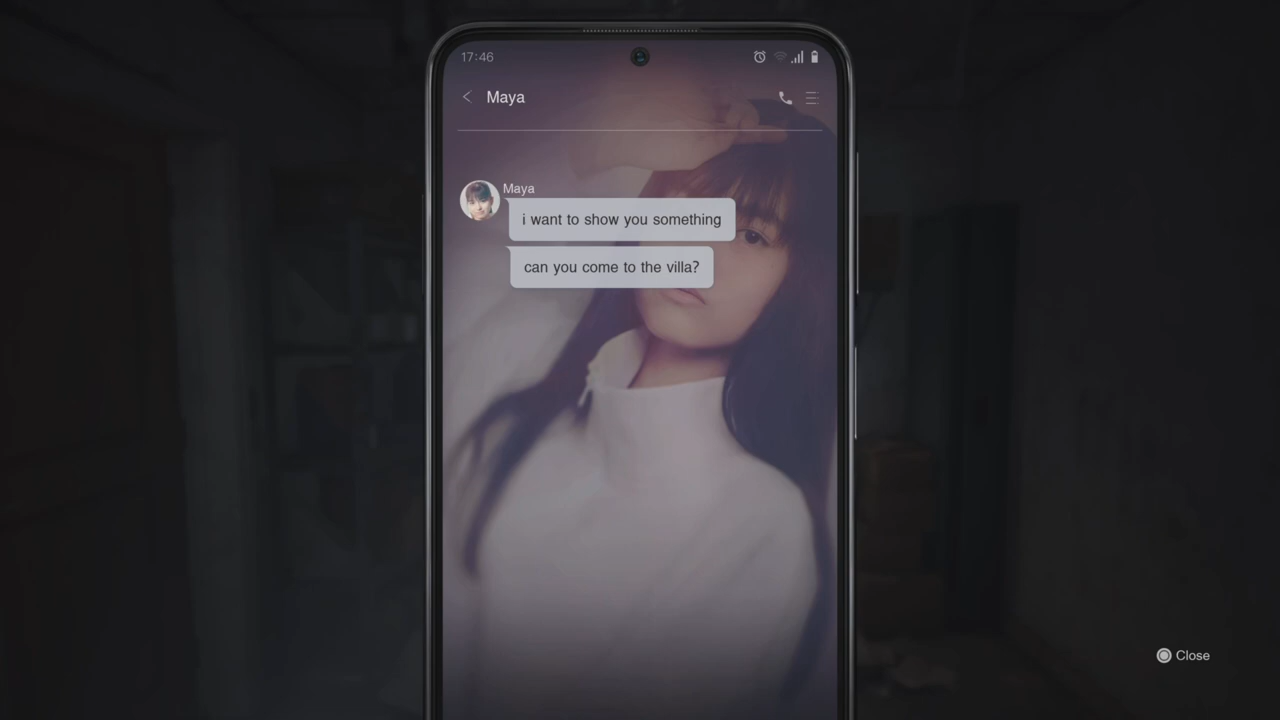 17:46
Maya
Maya
i want to show you something
can you come to the villa?
Close